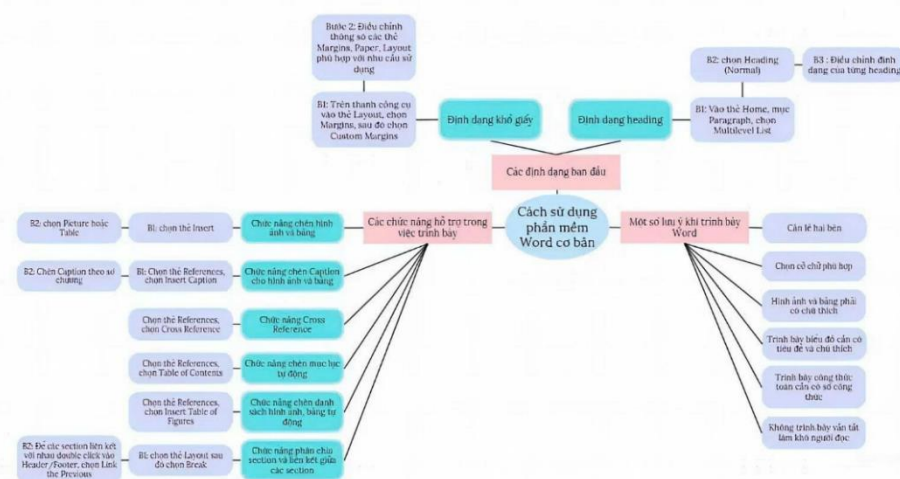 Bước 2: Điều chỉnh
thông số các thẻ
Margins, Paper, Layout
phù hợp với nhu cầu sử
dụng
B1: Trên thanh công cụ
vào thẻ Layout, chọn
Margins, sau đó chọn
Custom Margins
Định dạng khổ giấy
Định dạng heading
B2: chọn Heading
(Normal)
B3 : Điều chỉnh định
dạng của từng heading
B1: Vào thẻ Home, mục
Paragraph, chọn
Multilevel List
Các định dạng ban đầu
Cách sử dụng
phần mềm
Word cơ bản
Các chức năng hỗ trợ trong
việc trình bày
Chức năng chèn hình
ảnh và bảng
B1: chọn thẻ Insert
B2: chọn Picture hoặc
Table
Chức năng chèn Caption
cho hình ảnh và bảng
B1: Chọn thẻ References,
chọn Insert Caption
B2: Chèn Caption theo số
chương
Chức năng Cross
Reference
Chọn thẻ References,
chọn Cross Reference
Chức năng chèn mục lục
tự động
Chọn thẻ References,
chọn Table of Contents
Chức năng chèn danh
sách hình ảnh, bảng tự
động
Chọn thẻ References,
chọn Insert Table of
Figures
Chức năng phân chia
section và liên kết giữa
các section
B1: chọn thẻ Layout sau
đó chọn Break
B2: Để các section liên kết
với nhau double click vào
Header/Footer, chọn Link
the Previous
Một số lưu ý khi trình bày
Word
Căn lề hai bên
Chọn cỡ chữ phù hợp
Hình ảnh và bảng phải
có chú thích
Trình bày biểu đồ cần có
tiêu đề và chú thích
Trình bày công thức
toán cần có số công
thức
Không trình bày vắn tắt
làm khó người đọc